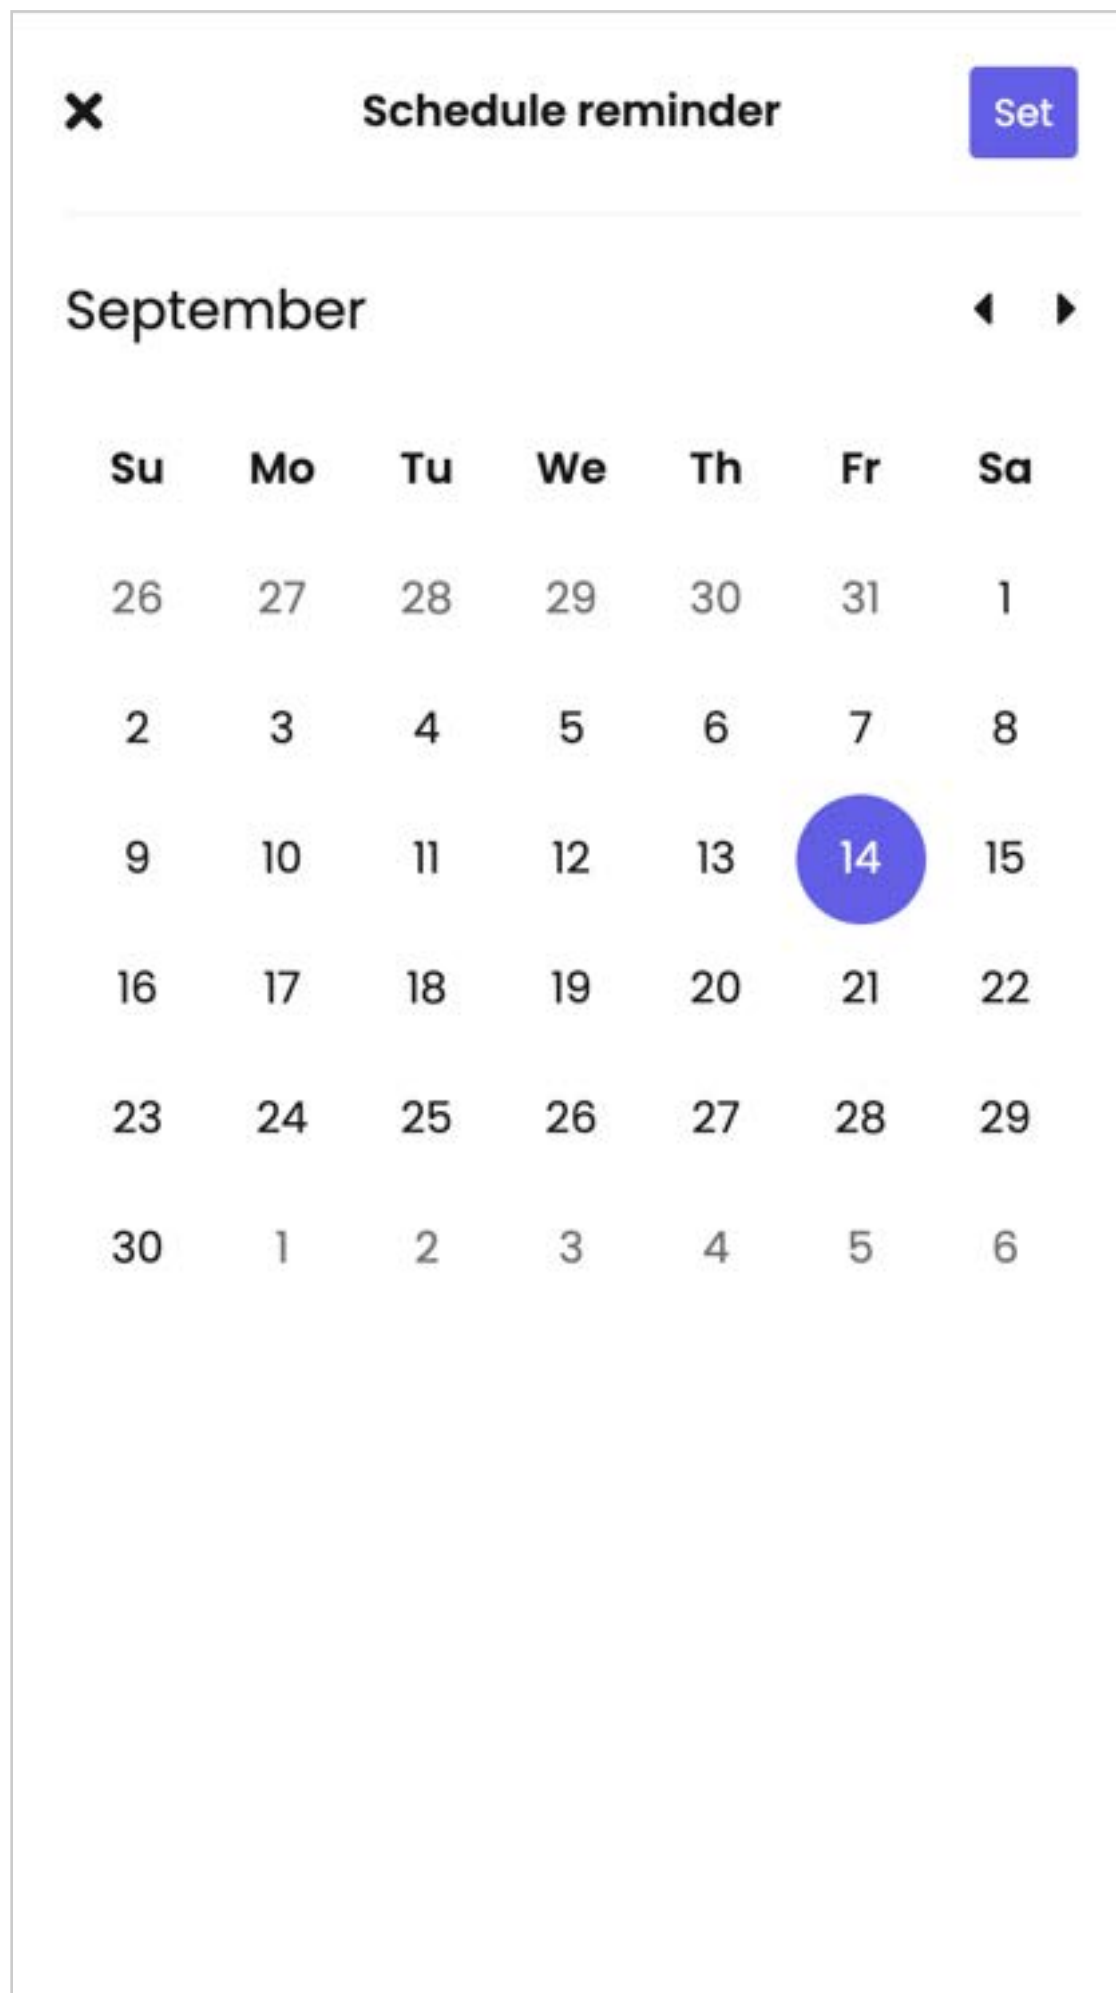 Schedule reminder Set
September
Su Mo Tu We Th Fr Sa
26 27 28 29 30 31 1
2 3 4 5 6 7 8
9 10 11 12 13 14 15
16 17 18 19 20 21 22
23 24 25 26 27 28 29
30 1 2 3 4 5 6